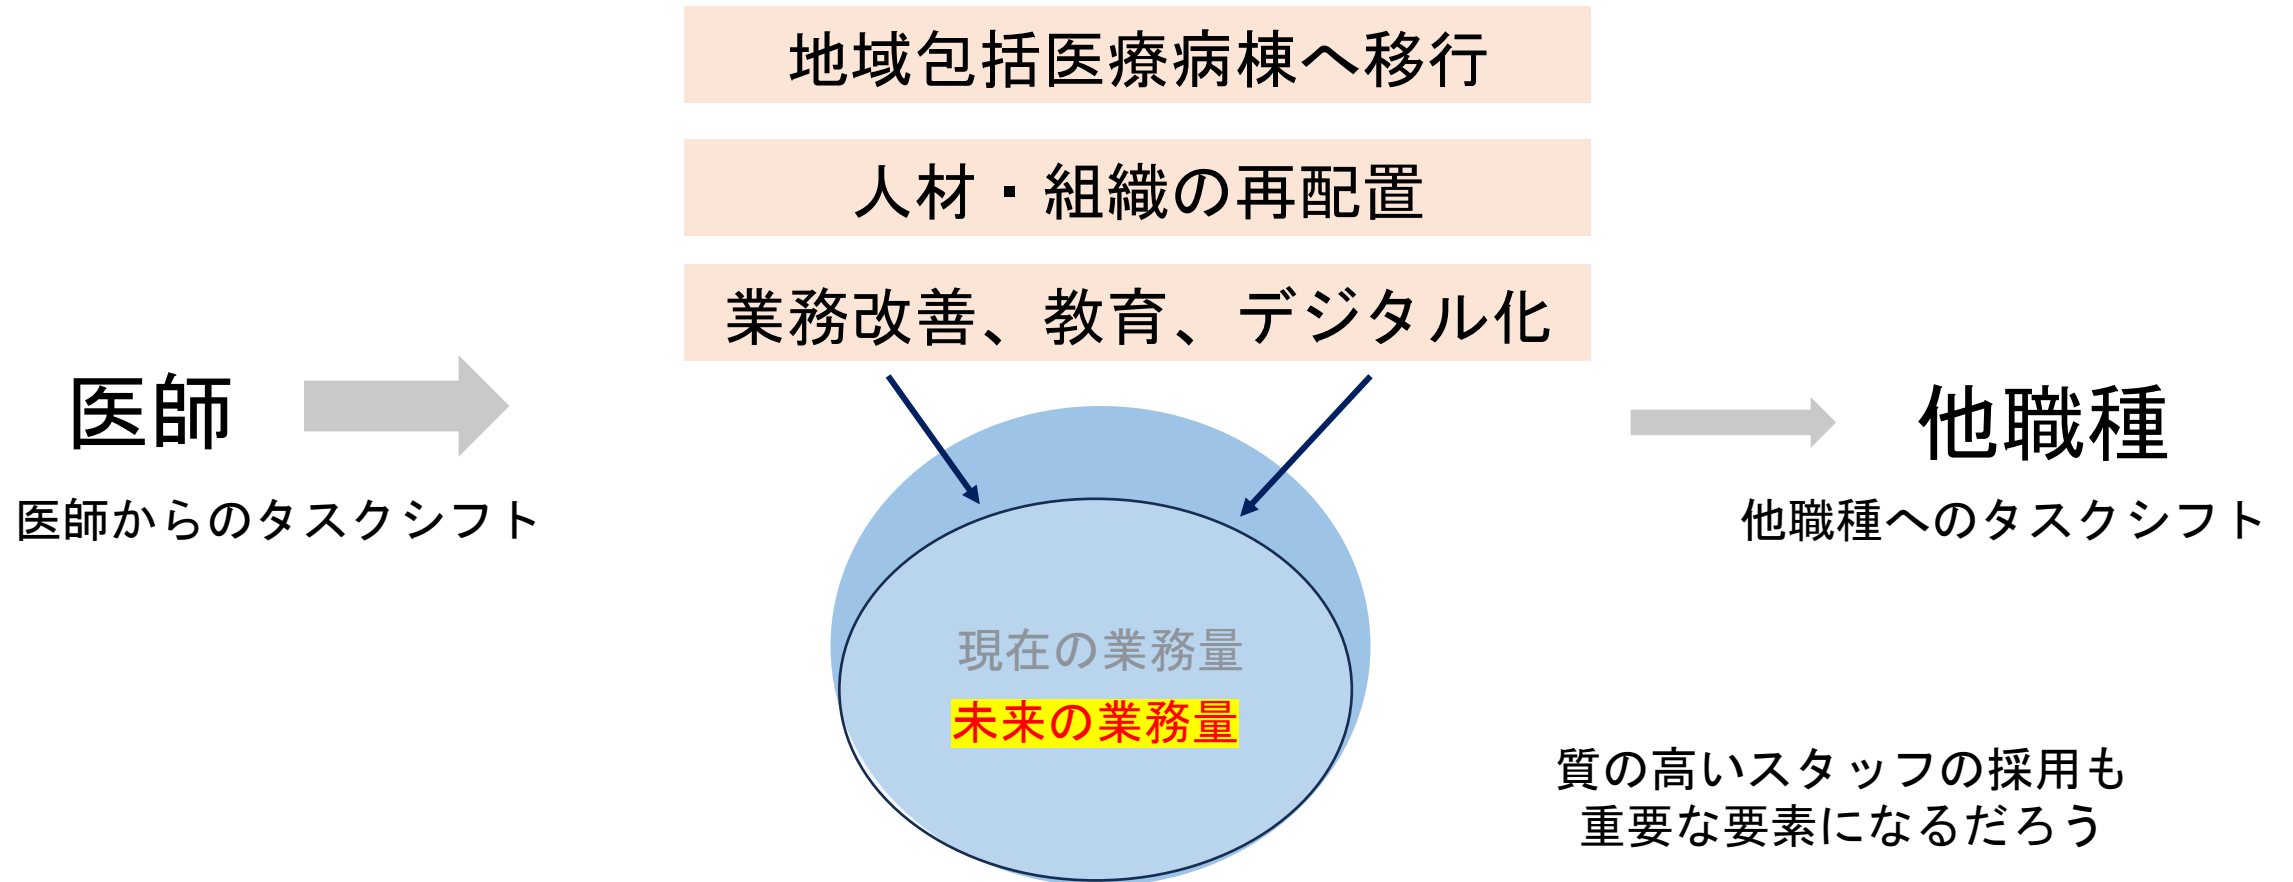 地域包括医療病棟へ移行
人材・組織の再配置
業務改善、教育、デジタル化
医師
他職種
医師からのタスクシフト
他職種へのタスクシフト
現在の業務量
未来の業務量
質の高いスタッフの採用も
重要な要素になるだろう